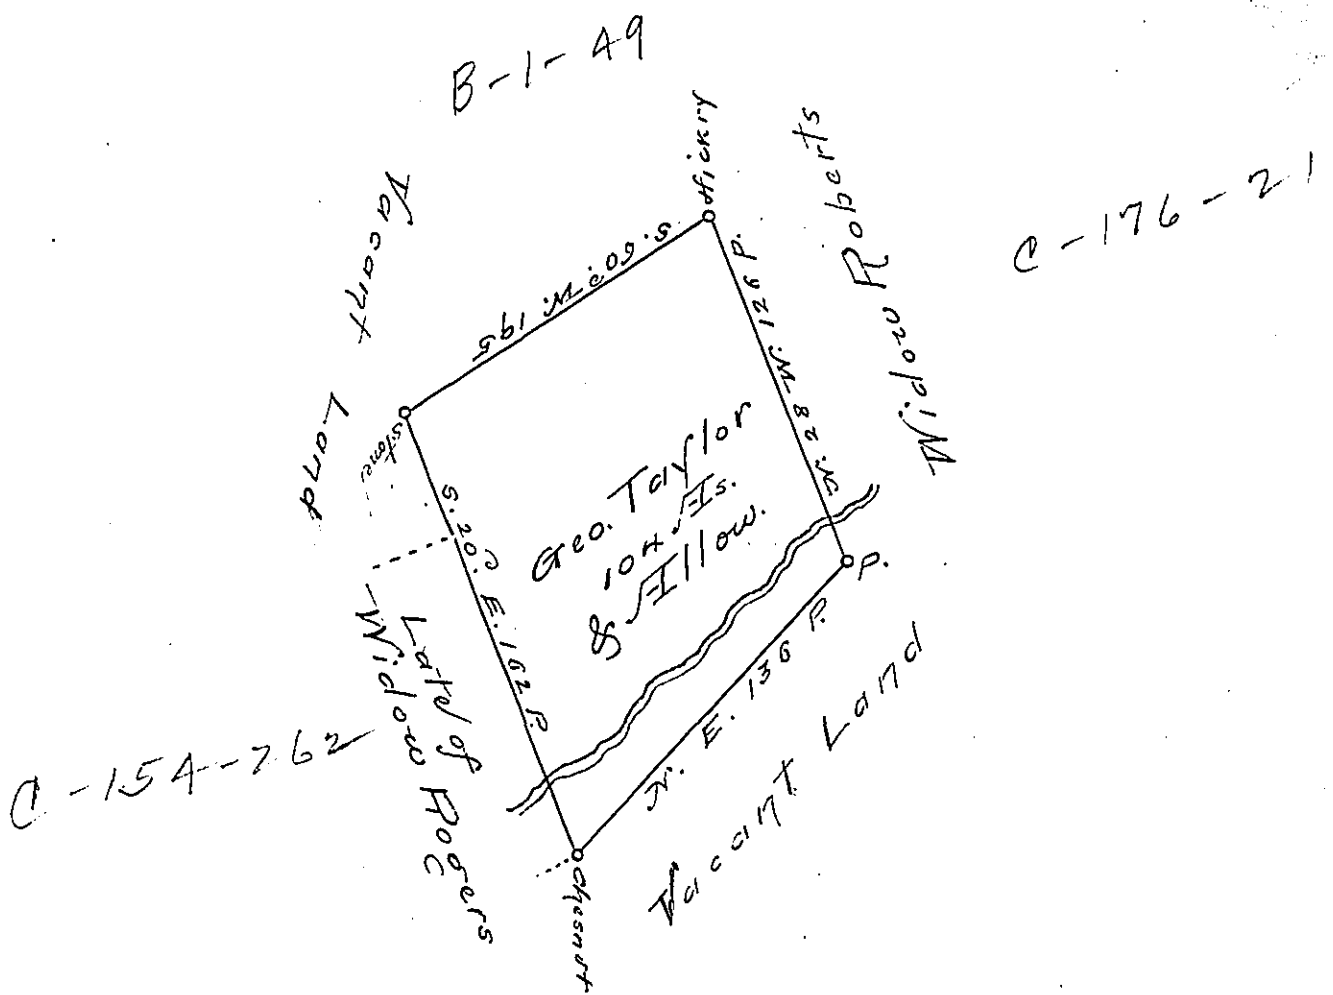 B-1-49
C-176-21
Hickry
Widow Roberts
Vacant Land
S. 60° W. 195
N. 28 W. 126 P.
stone
Geo. Taylor
104 As.
& Allow.
S. 20° E. 162 P.
P.
N. E. 136 P.
Vacant Land
Late of
Widow Rogers
C-154-262
Chesnut